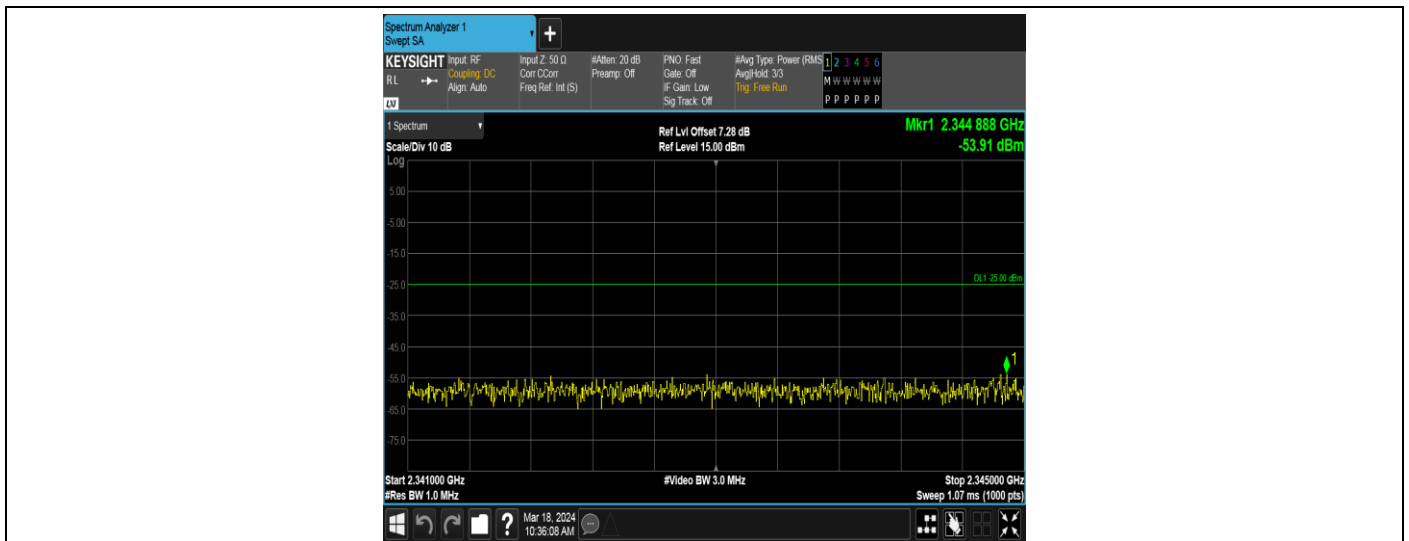 Spectrum Analyzer 1
Swept SA
+
KEYSIGHT
RL
LXI
Input: RF
Coupling: DC
Align: Auto
Input Z: 50 Ω
Corr CCorr
Freq Ref: Int (S)
#Atten: 20 dB
Preamp: Off
PNO: Fast
Gate: Off
IF Gain: Low
Sig Track: Off
#Avg Type: Power (RMS
Avg|Hold: 3/3
Trig: Free Run
1 2 3 4 5 6
M W W W W W
P P P P P P
1 Spectrum
Scale/Div 10 dB
Log
Ref Lvl Offset 7.28 dB
Ref Level 15.00 dBm
Mkr1 2.344 888 GHz
-53.91 dBm
5.00
-5.00
-15.0
-25.0
DL1 -25.00 dBm
-35.0
-45.0
1
-55.0
-65.0
-75.0
Start 2.341000 GHz
#Res BW 1.0 MHz
#Video BW 3.0 MHz
Stop 2.345000 GHz
Sweep 1.07 ms (1000 pts)
?
Mar 18, 2024
10:36:08 AM